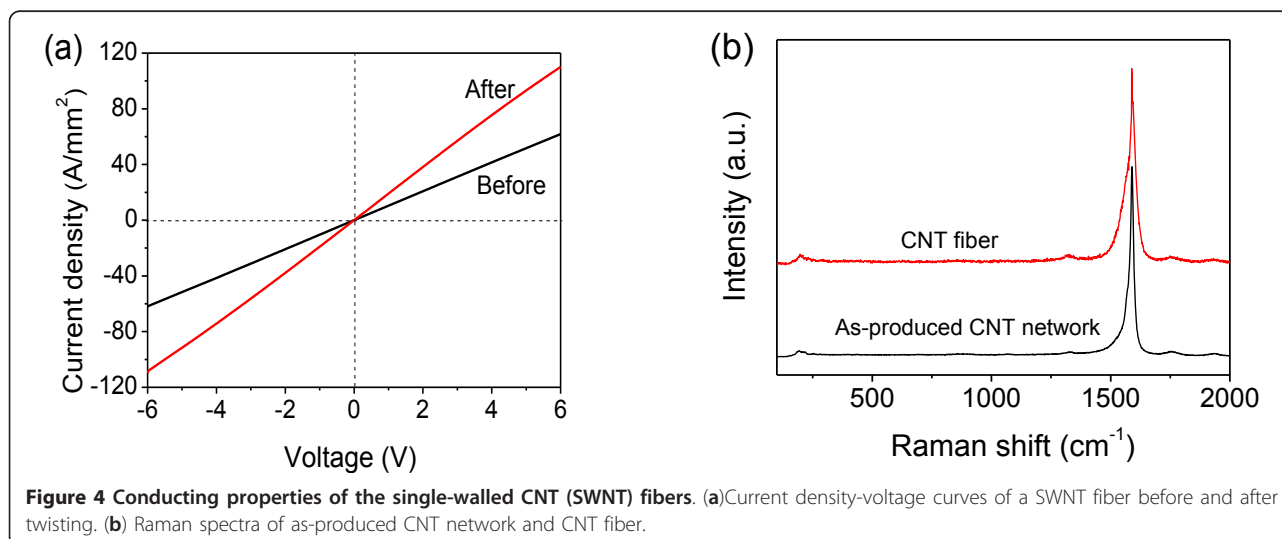 (a)
120
80
40
0
-40
-80
-120
Current density (A/mm²)
After
Before
-6 -4 -2 0 2 4 6
Voltage (V)
(b)
Intensity (a.u.)
CNT fiber
As-produced CNT network
500 1000 1500 2000
Raman shift (cm⁻¹)
Figure 4 Conducting properties of the single-walled CNT (SWNT) fibers. (a)Current density-voltage curves of a SWNT fiber before and after
twisting. (b) Raman spectra of as-produced CNT network and CNT fiber.